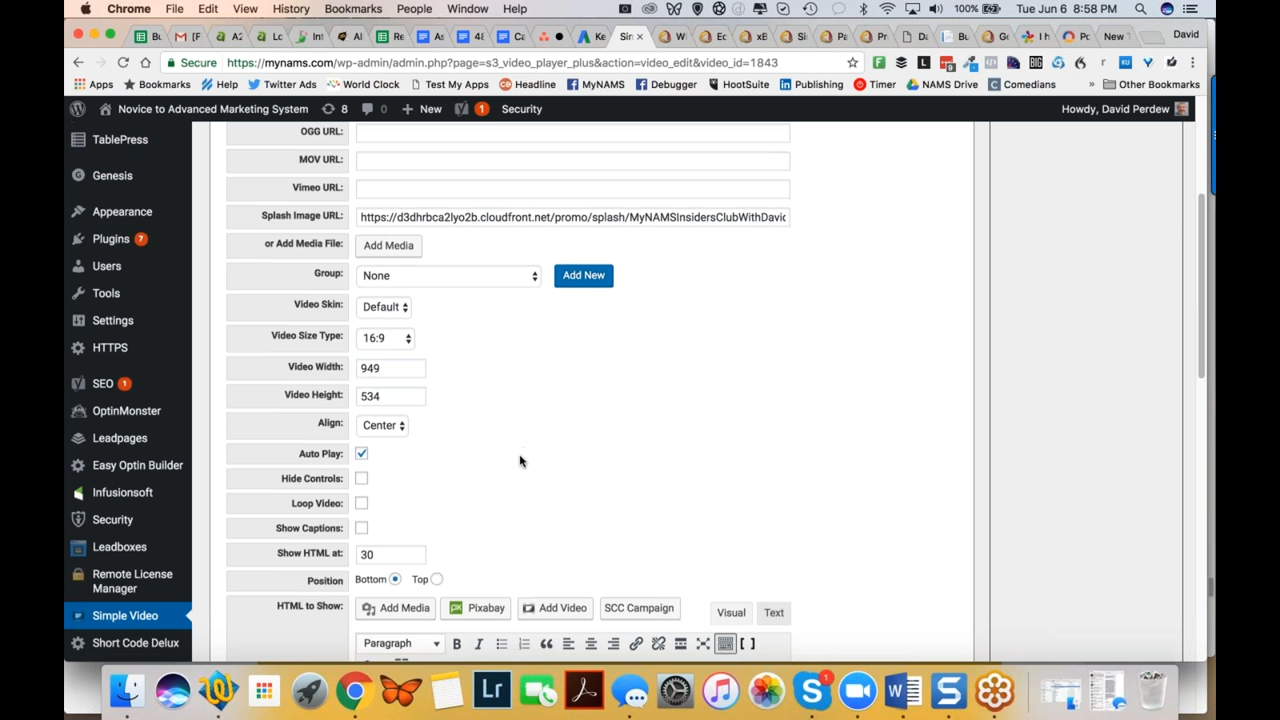 Chrome File Edit View History Bookmarks People Window Help 100% Tue Jun 6 8:58 PM
[F Si× New David
Secure https://mynams.com/wp-admin/admin.php?page=s3_video_player_plus&action=video_edit&video_id=1843
Apps Bookmarks Help Twitter Ads World Clock Start My Day Headline MyNAMS Debugger HootSuite Publishing Timer NAMS Drive Comedians » Other Bookmarks
Novice to Advanced Marketing System 8 0 + New 1 Security Howdy, David Perdew
TablePress
Genesis
Appearance
Plugins 7
Users
Tools
Settings
HTTPS
SEO 1
OptinMonster
Leadpages
Easy Optin Builder
Infusionsoft
Security
Leadboxes
Remote License
Manager
Simple Video
Short Code Delux
OGG URL:
MOV URL:
Vimeo URL:
Splash Image URL: https://d3dhrbca2lyo2b.cloudfront.net/promo/splash/MyNAMSInsidersClubWithDavid
or Add Media File: Add Media
Group: None Add New
Video Skin: Default
Video Size Type: 16:9
Video Width: 949
Video Height: 534
Align: Center
Auto Play:
Hide Controls:
Loop Video:
Show Captions:
Show HTML at: 30
Position Bottom Top
HTML to Show: Add Media Pixabay Add Video SCC Campaign Visual Text
Paragraph B I